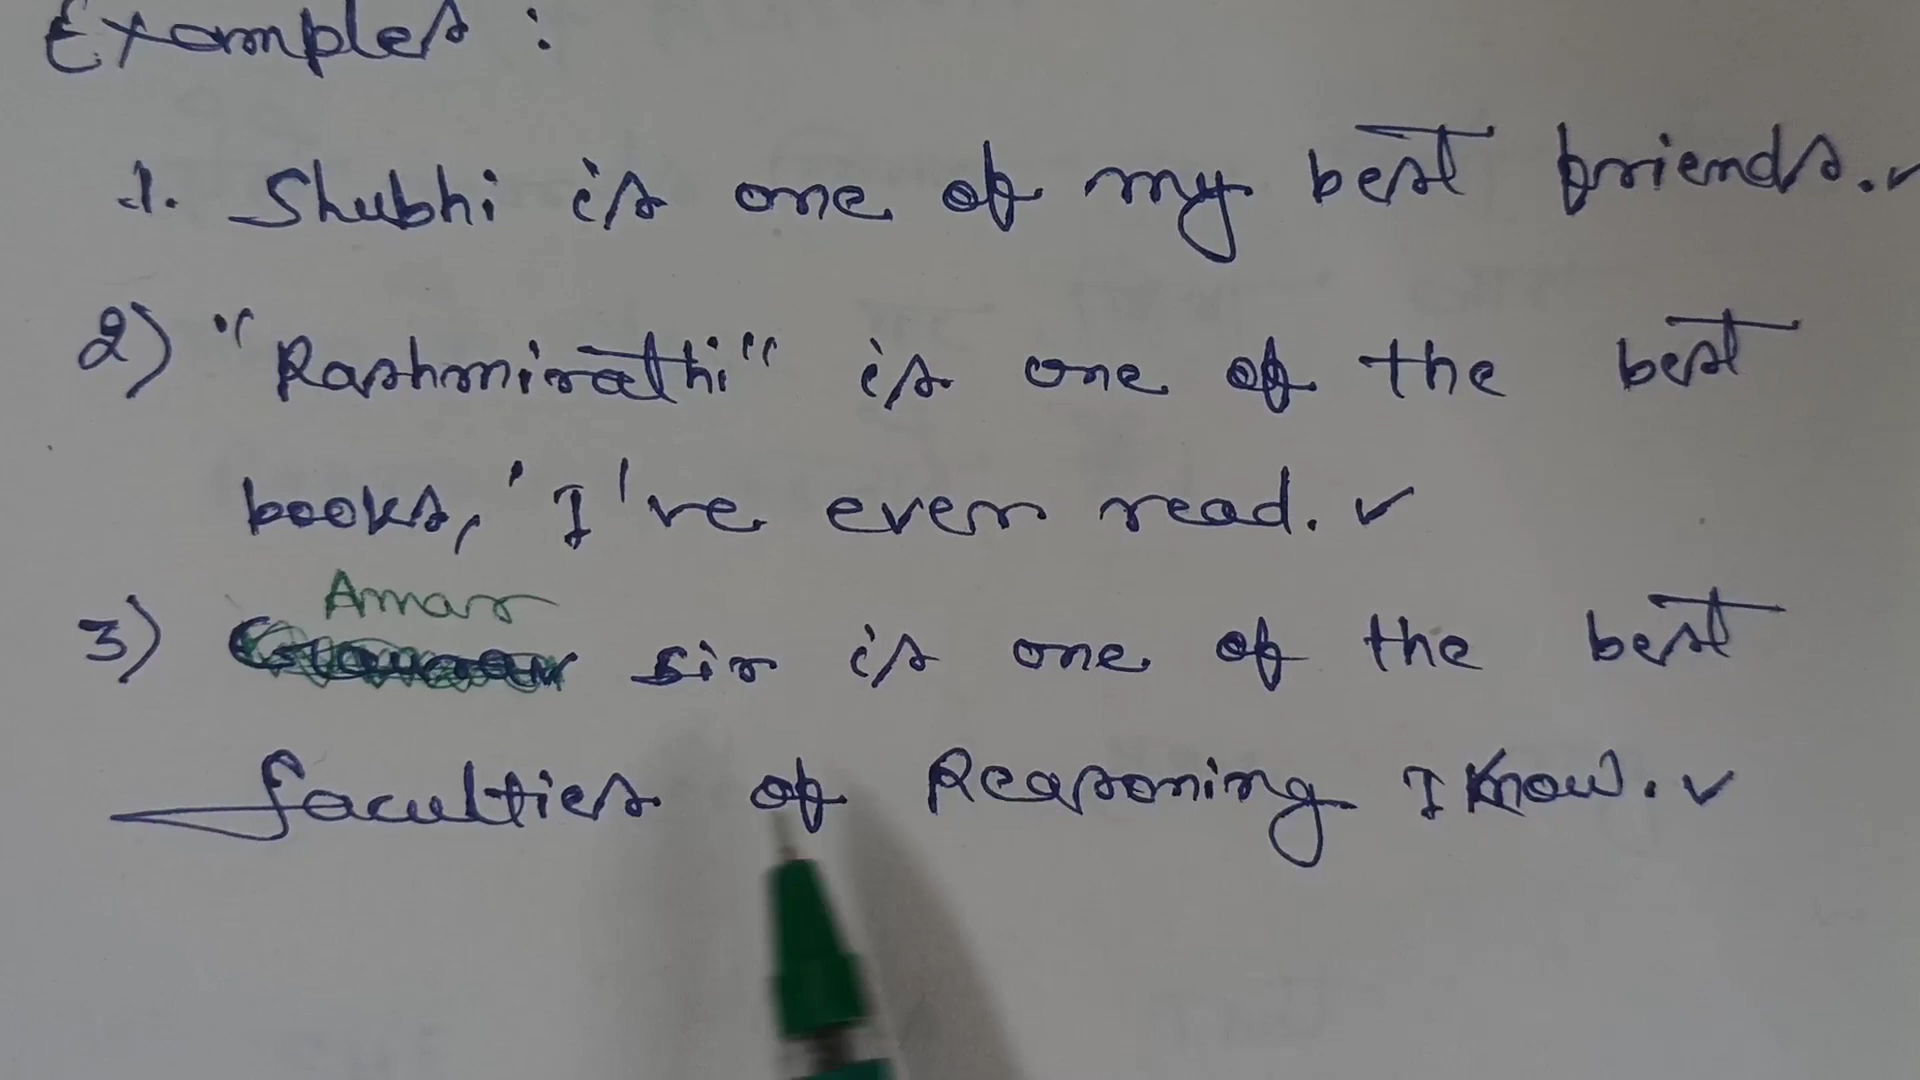 Examples :
1. Shubhi is one of my best friends. ✓
2) "Rashmirathi" is one of the best
books, 'I've ever read. ✓
Amar
3) sir is one of the best
faculties of Reasoning I know. ✓